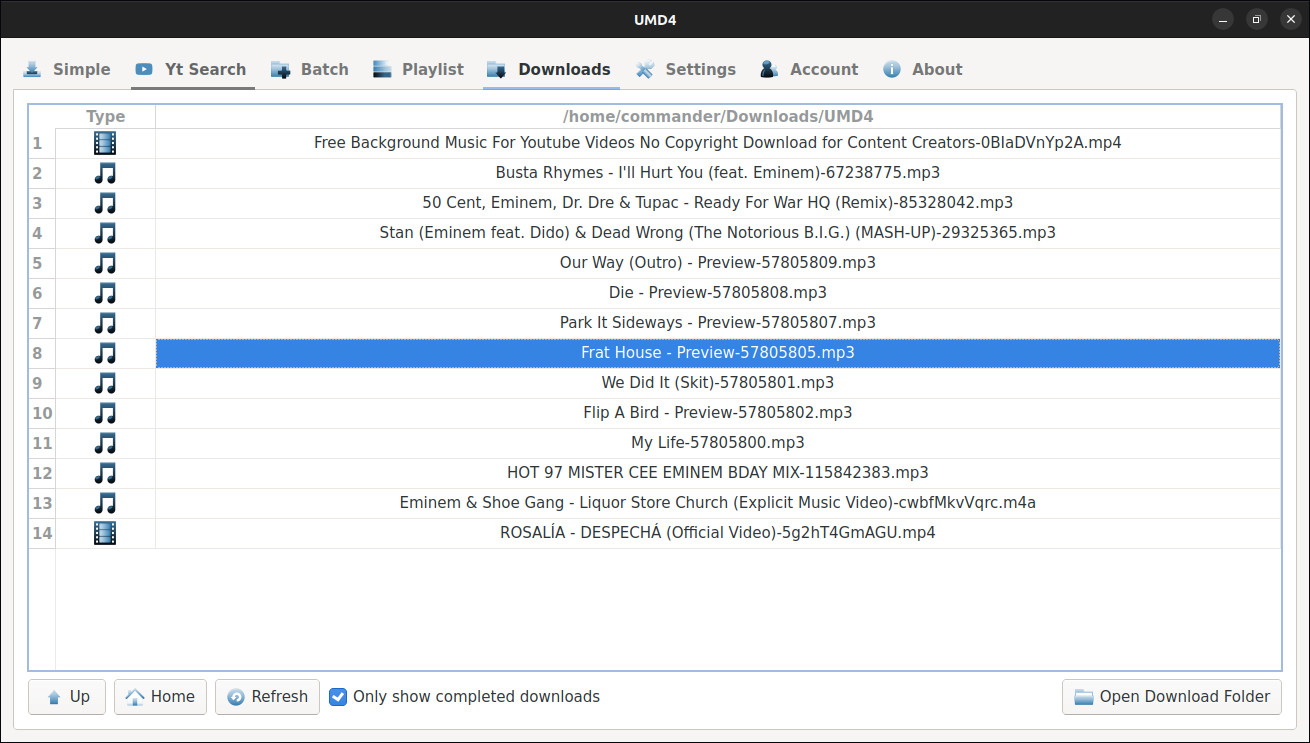 UMD4
Simple Yt Search Batch Playlist Downloads Settings Account About
Type /home/commander/Downloads/UMD4
1 Free Background Music For Youtube Videos No Copyright Download for Content Creators-0BIaDVnYp2A.mp4
2 Busta Rhymes - I'll Hurt You (feat. Eminem)-67238775.mp3
3 50 Cent, Eminem, Dr. Dre & Tupac - Ready For War HQ (Remix)-85328042.mp3
4 Stan (Eminem feat. Dido) & Dead Wrong (The Notorious B.I.G.) (MASH-UP)-29325365.mp3
5 Our Way (Outro) - Preview-57805809.mp3
6 Die - Preview-57805808.mp3
7 Park It Sideways - Preview-57805807.mp3
8 Frat House - Preview-57805805.mp3
9 We Did It (Skit)-57805801.mp3
10 Flip A Bird - Preview-57805802.mp3
11 My Life-57805800.mp3
12 HOT 97 MISTER CEE EMINEM BDAY MIX-115842383.mp3
13 Eminem & Shoe Gang - Liquor Store Church (Explicit Music Video)-cwbfMkvVqrc.m4a
14 ROSALÍA - DESPECHÁ (Official Video)-5g2hT4GmAGU.mp4
Up Home Refresh Only show completed downloads Open Download Folder